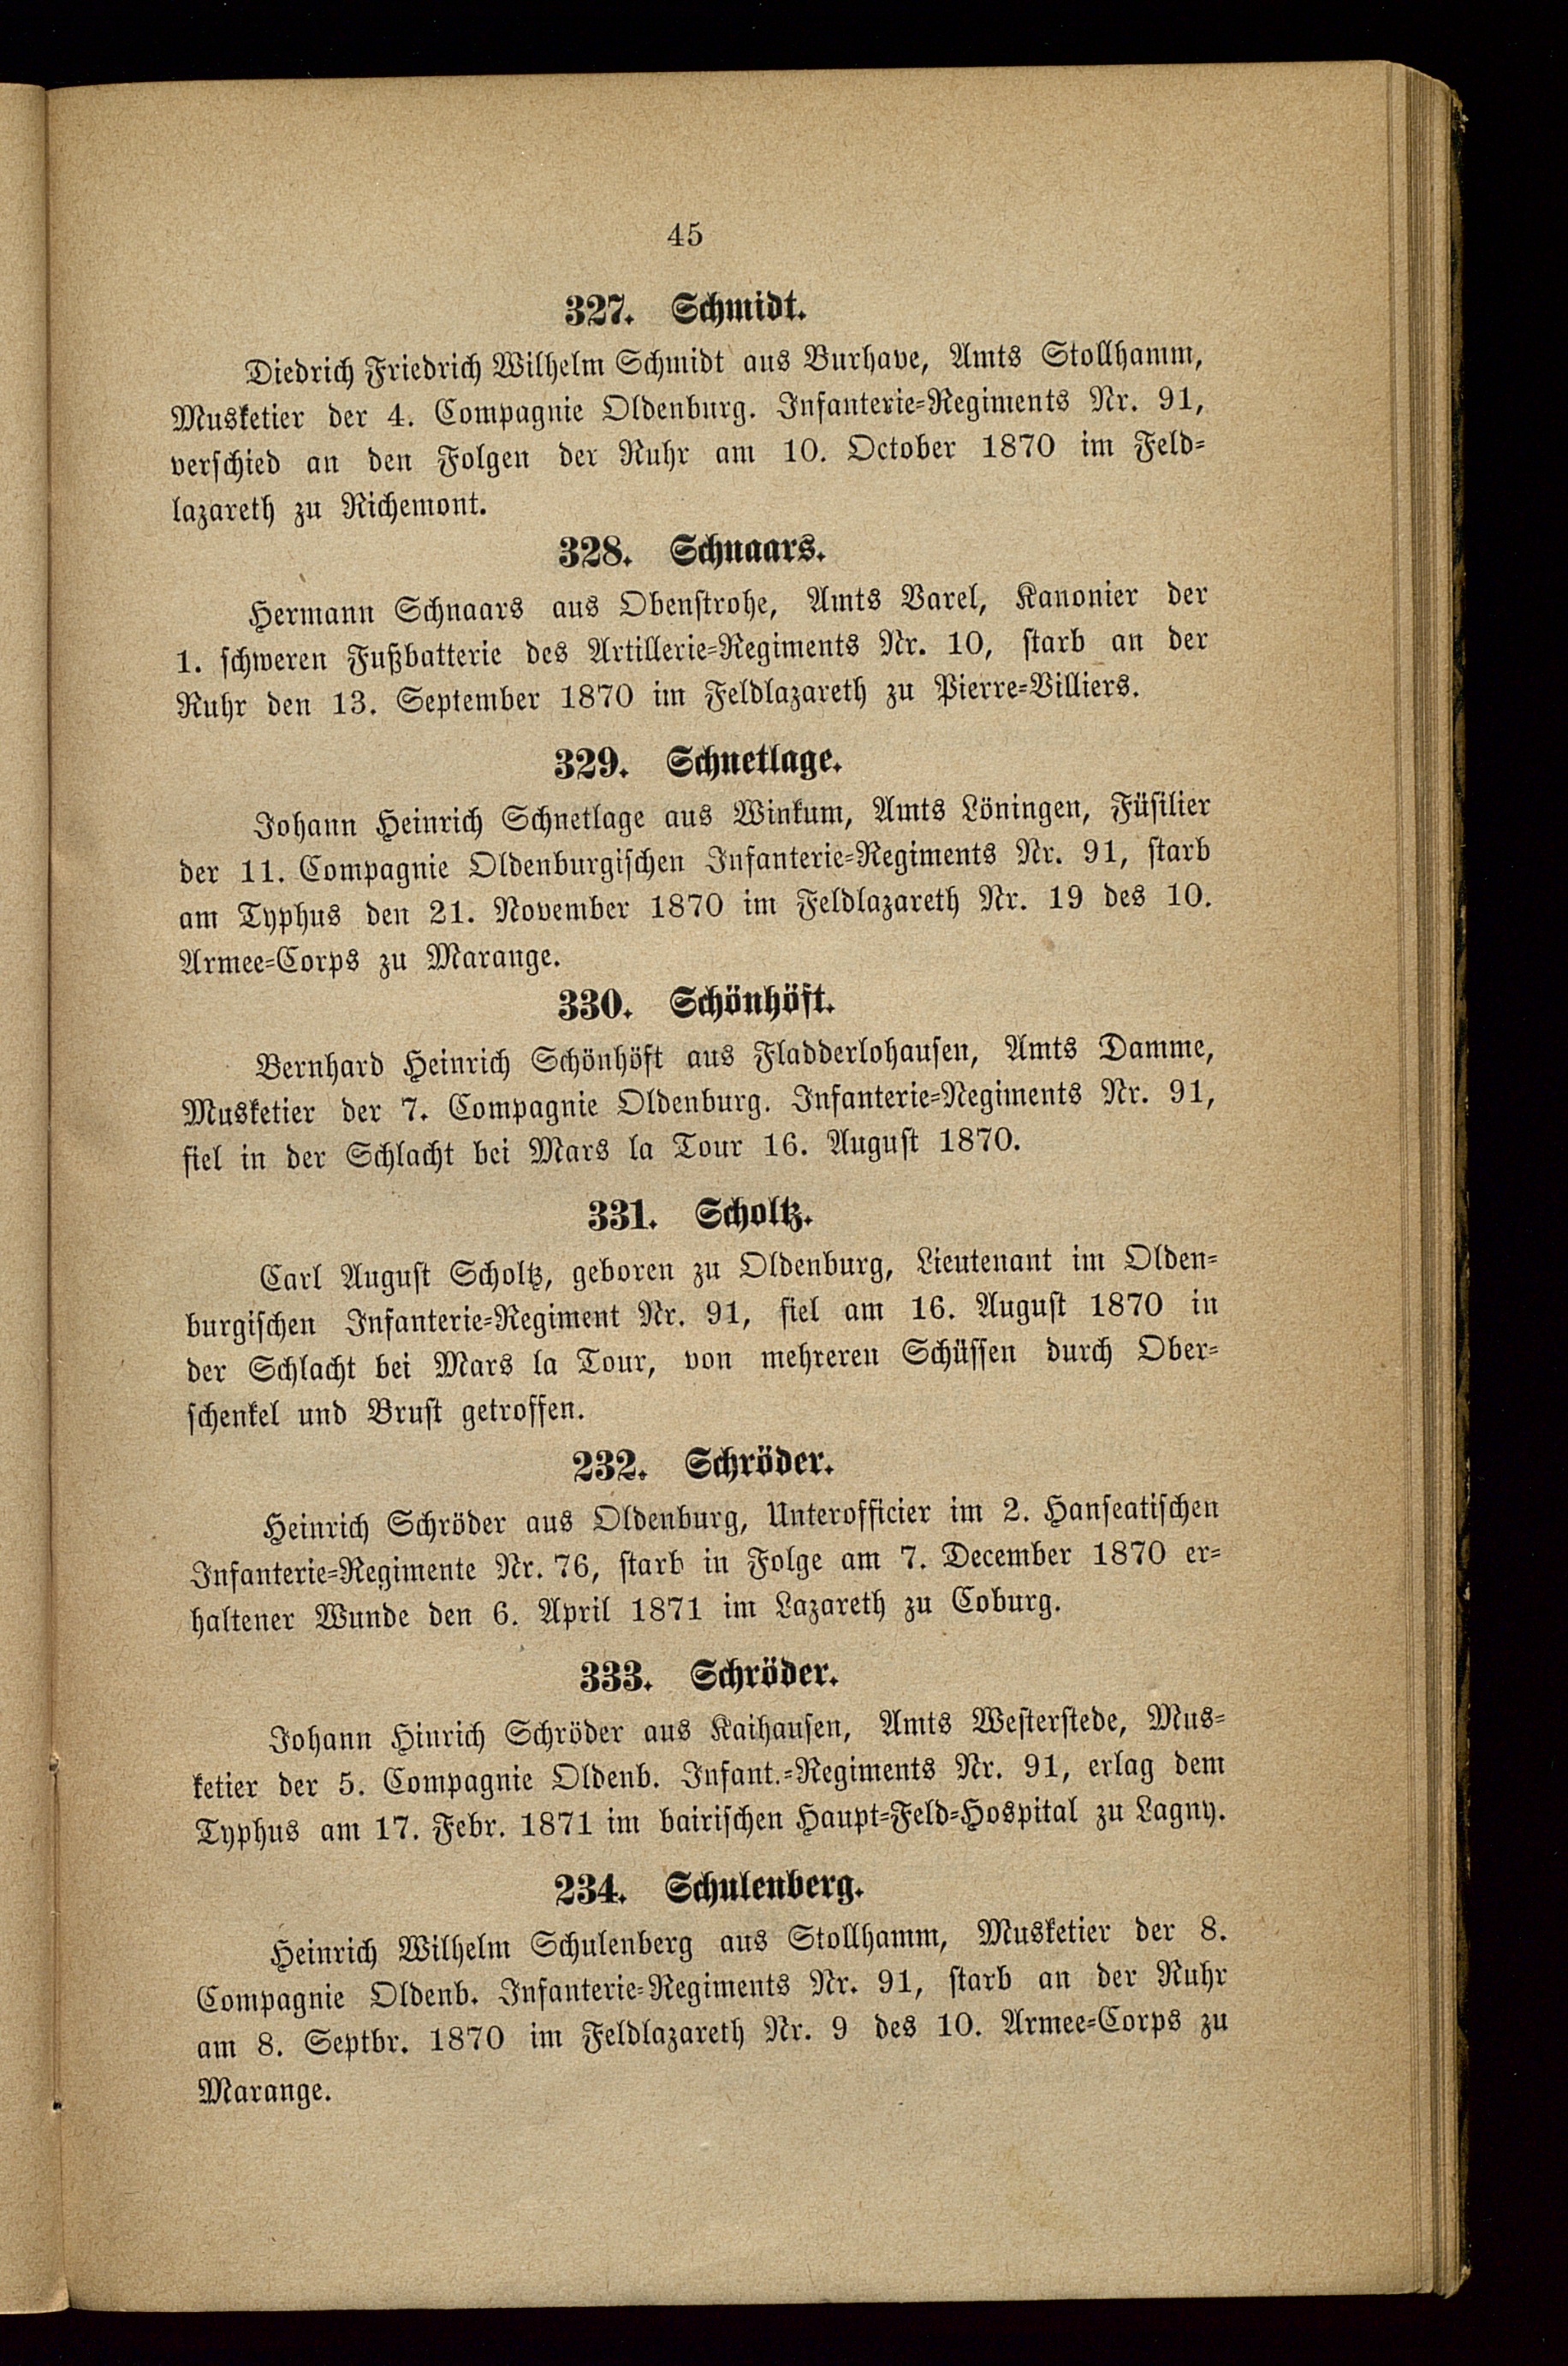 45
327. Schmidt.
Diedrich Friedrich Wilhelm Schmidt aus Burhave, Amts Stollhamm,
Musketier der 4. Compagnie Oldenburg. Infanterie-Regiments Nr. 91,
verschied an den Folgen der Ruhr am 10. October 1870 im Feld-
lazareth zu Richemont.
328. Schnaars.
Hermann Schnaars aus Obenstrohe, Amts Varel, Kanonier der
1. schweren Fußbatterie des Artillerie-Regiments Nr. 10, starb an der
Ruhr den 13. September 1870 im Feldlazareth zu Pierre-Villiers.
329. Schnetlage.
Johann Heinrich Schnetlage aus Winkum, Amts Löningen, Füsilier
der 11. Compagnie Oldenburgischen Infanterie-Regiments Nr. 91, starb
am Typhus den 21. November 1870 im Feldlazareth Nr. 19 des 10.
Armee-Corps zu Marange.
330. Schönhöft.
Bernhard Heinrich Schönhöft aus Fladderlohausen, Amts Damme,
Musketier der 7. Compagnie Oldenburg. Infanterie-Regiments Nr. 91,
fiel in der Schlacht bei Mars la Tour 16. August 1870.
331. Scholtz.
Carl August Scholtz, geboren zu Oldenburg, Lieutenant im Olden-
burgischen Infanterie-Regiment Nr. 91, fiel am 16. August 1870 in
der Schlacht bei Mars la Tour, von mehreren Schüssen durch Ober-
schenkel und Brust getroffen.
232. Schröder.
Heinrich Schröder aus Oldenburg, Unterofficier im 2. Hanseatischen
Infanterie-Regimente Nr. 76, starb in Folge am 7. December 1870 er-
haltener Wunde den 6. April 1871 im Lazareth zu Coburg.
333. Schröder.
Johann Hinrich Schröder aus Kaihausen, Amts Westerstede, Mus-
ketier der 5. Compagnie Oldenb. Infant.-Regiments Nr. 91, erlag dem
Typhus am 17. Febr. 1871 im bairischen Haupt-Feld-Hospital zu Lagny.
234. Schulenberg.
Heinrich Wilhelm Schulenberg aus Stollhamm, Musketier der 8.
Compagnie Oldenb. Infanterie-Regiments Nr. 91, starb an der Ruhr
am 8. Septbr. 1870 im Feldlazareth Nr. 9 des 10. Armee-Corps zu
Marange.